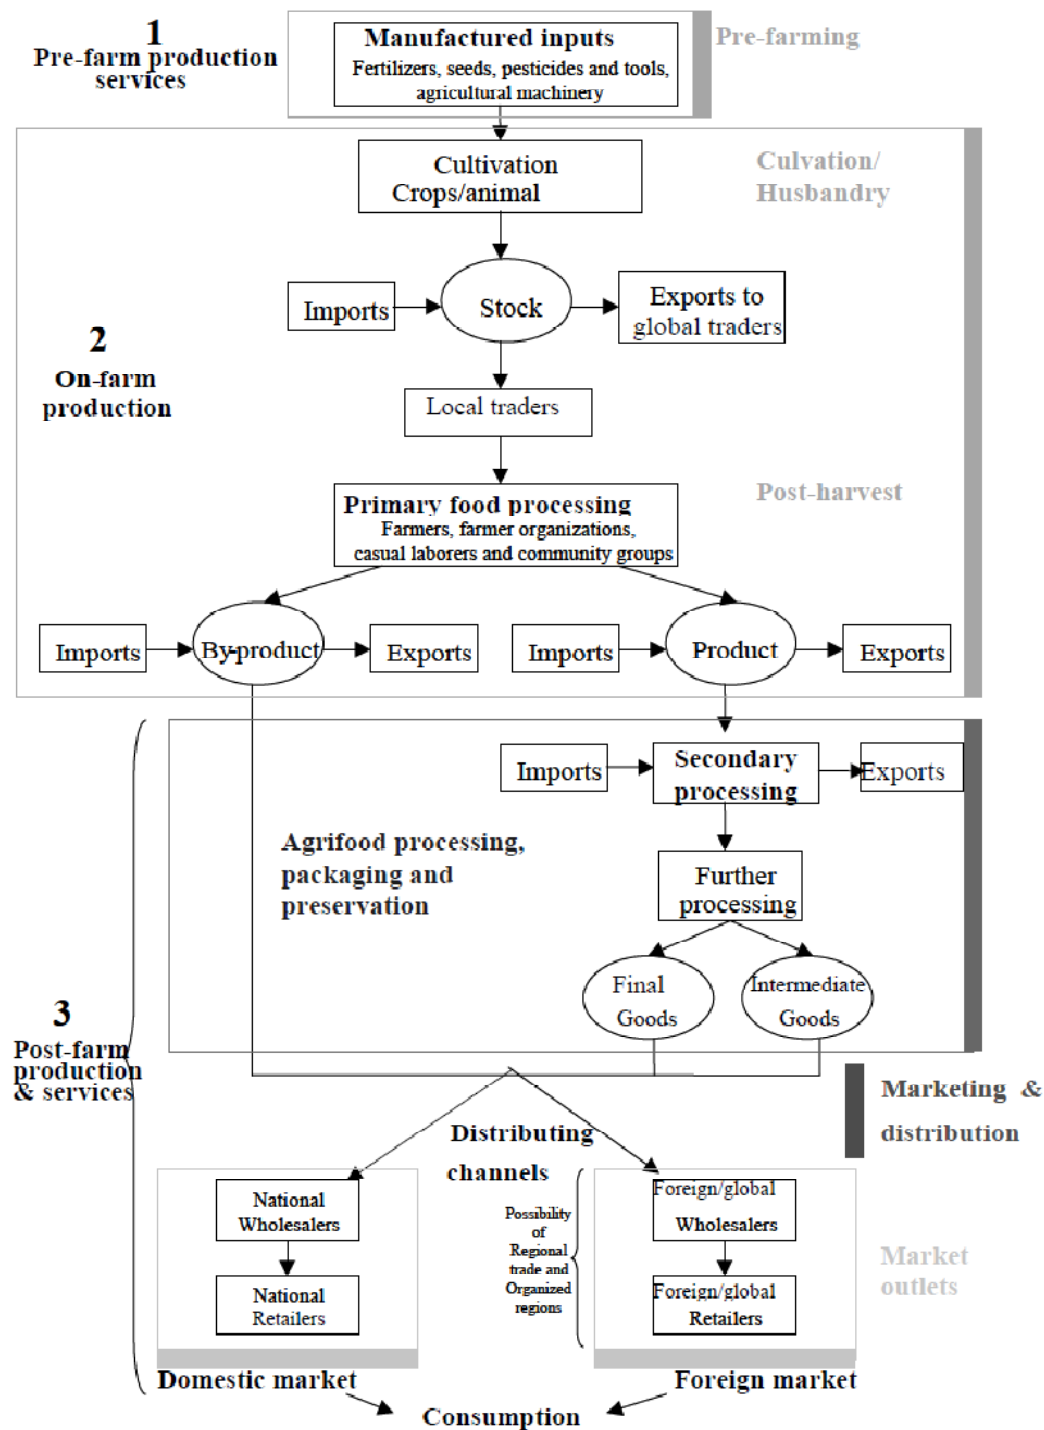 1
Pre-farm production
services
Manufactured inputs
Fertilizers, seeds, pesticides and tools,
agricultural machinery
Pre-farming
Cultivation
Crops/animal
Culvation/
Husbandry
Imports
Stock
Exports to
global traders
2
On-farm
production
Local traders
Primary food processing
Farmers, farmer organizations,
casual laborers and community groups
Post-harvest
Imports
By-product
Exports
Imports
Product
Exports
Imports
Secondary
processing
Exports
Agrifood processing,
packaging and
preservation
Further
processing
Final
Goods
Intermediate
Goods
3
Post-farm
production
& services
Marketing &
distribution
Distributing
channels
National
Wholesalers
National
Retailers
Possibility
of
Regional
trade and
Organized
regions
Foreign/global
Wholesalers
Foreign/global
Retailers
Market
outlets
Domestic market
Foreign market
Consumption